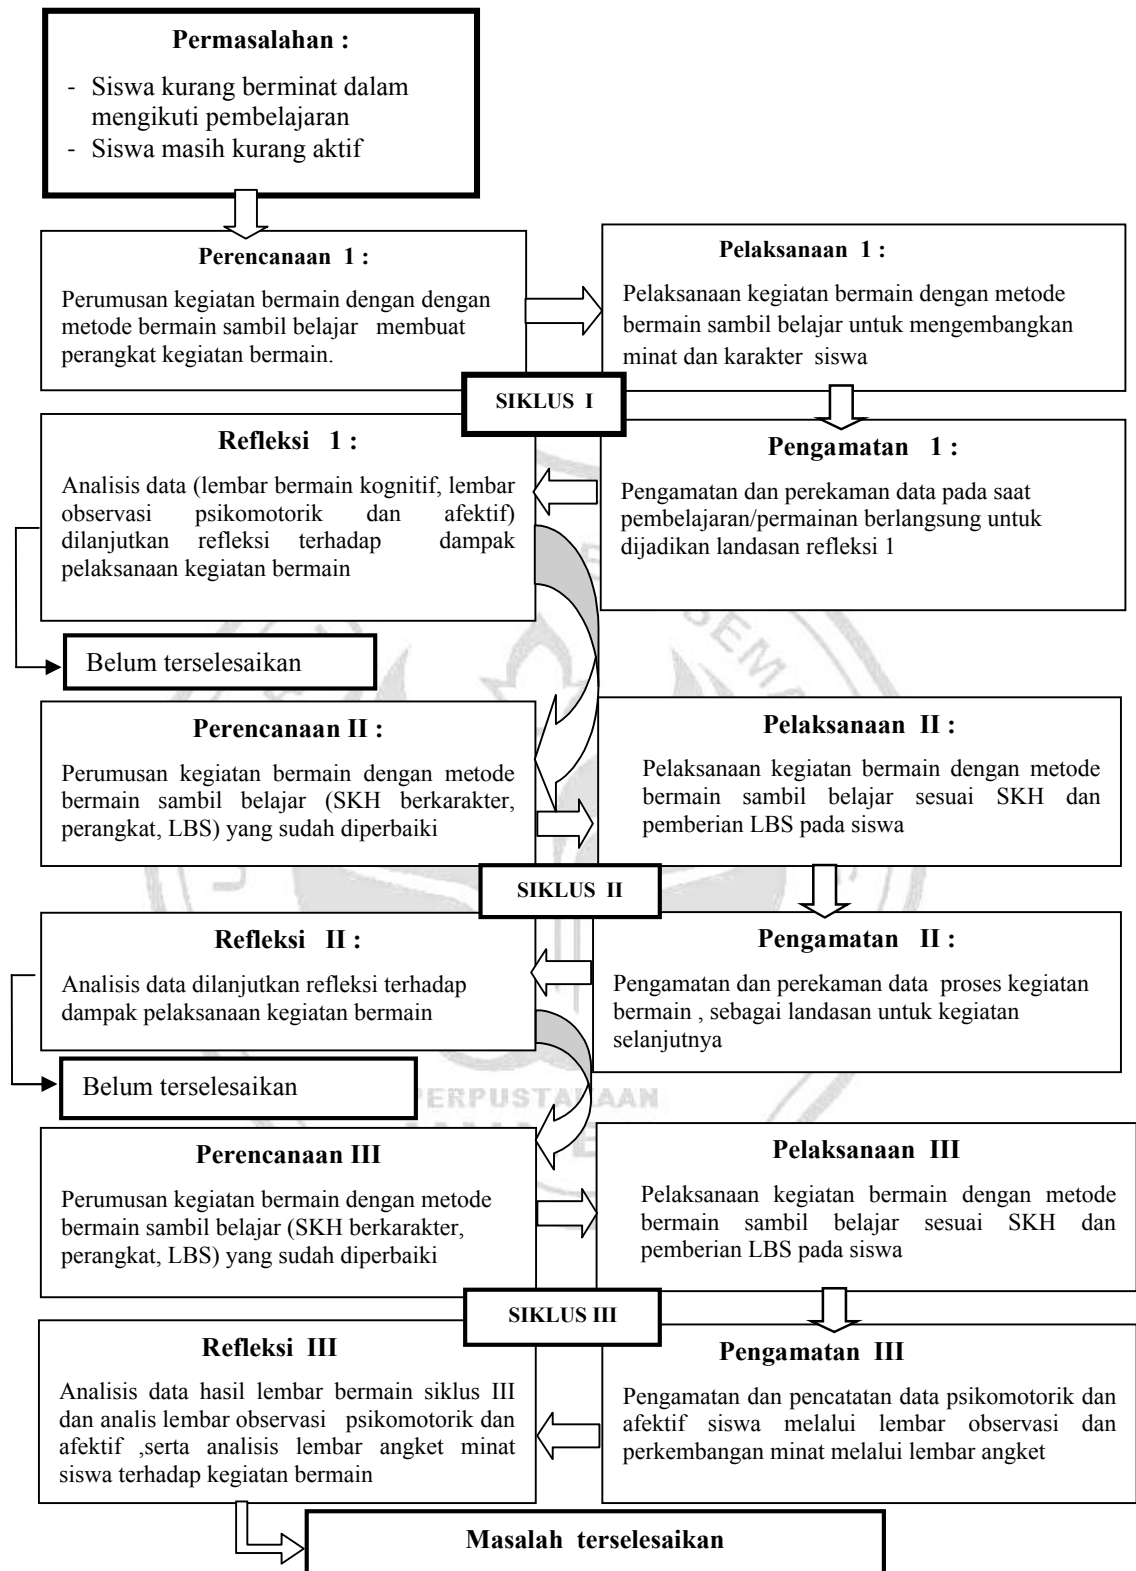 Permasalahan :
- Siswa kurang berminat dalam
mengikuti pembelajaran
- Siswa masih kurang aktif
Perencanaan 1 :
Perumusan kegiatan bermain dengan dengan
metode bermain sambil belajar membuat
perangkat kegiatan bermain.
Pelaksanaan 1 :
Pelaksanaan kegiatan bermain dengan metode
bermain sambil belajar untuk mengembangkan
minat dan karakter siswa
SIKLUS I
Refleksi 1 :
Analisis data (lembar bermain kognitif, lembar
observasi psikomotorik dan afektif)
dilanjutkan refleksi terhadap dampak
pelaksanaan kegiatan bermain
Pengamatan 1 :
Pengamatan dan perekaman data pada saat
pembelajaran/permainan berlangsung untuk
dijadikan landasan refleksi 1
Belum terselesaikan
Perencanaan II :
Perumusan kegiatan bermain dengan metode
bermain sambil belajar (SKH berkarakter,
perangkat, LBS) yang sudah diperbaiki
Pelaksanaan II :
Pelaksanaan kegiatan bermain dengan metode
bermain sambil belajar sesuai SKH dan
pemberian LBS pada siswa
SIKLUS II
Refleksi II :
Analisis data dilanjutkan refleksi terhadap
dampak pelaksanaan kegiatan bermain
Pengamatan II :
Pengamatan dan perekaman data proses kegiatan
bermain , sebagai landasan untuk kegiatan
selanjutnya
Belum terselesaikan
PERPUSTAKAAN
Perencanaan III
Perumusan kegiatan bermain dengan metode
bermain sambil belajar (SKH berkarakter,
perangkat, LBS) yang sudah diperbaiki
Pelaksanaan III
Pelaksanaan kegiatan bermain dengan metode
bermain sambil belajar sesuai SKH dan
pemberian LBS pada siswa
SIKLUS III
Refleksi III
Analisis data hasil lembar bermain siklus III
dan analis lembar observasi psikomotorik dan
afektif ,serta analisis lembar angket minat
siswa terhadap kegiatan bermain
Pengamatan III
Pengamatan dan pencatatan data psikomotorik dan
afektif siswa melalui lembar observasi dan
perkembangan minat melalui lembar angket
Masalah terselesaikan